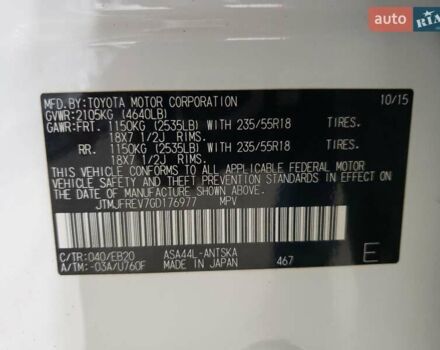 auto RIA
MFD.BY:TOYOTA MOTOR CORPORATION 10/15
GVWR:2105KG (4640LB)
GAWR:FRT. 1150KG (2535LB) WITH 235/55R18 TIRES.
18X7 1/2J RIMS.
RR. 1150KG (2535LB) WITH 235/55R18 TIRES.
18X7 1/2J RIMS.
THIS VEHICLE CONFORMS TO ALL APPLICABLE FEDERAL MOTOR
VEHICLE SAFETY STANDARDS IN EFFECT ON THE
DATE OF MANUFACTURE SHOWN ABOVE.
JTMJFREV7GD176977 MPV
C/TR:040/EB20 ASA44L-ANTSKA
A/TM:-03A/U760F MADE IN JAPAN 467
E